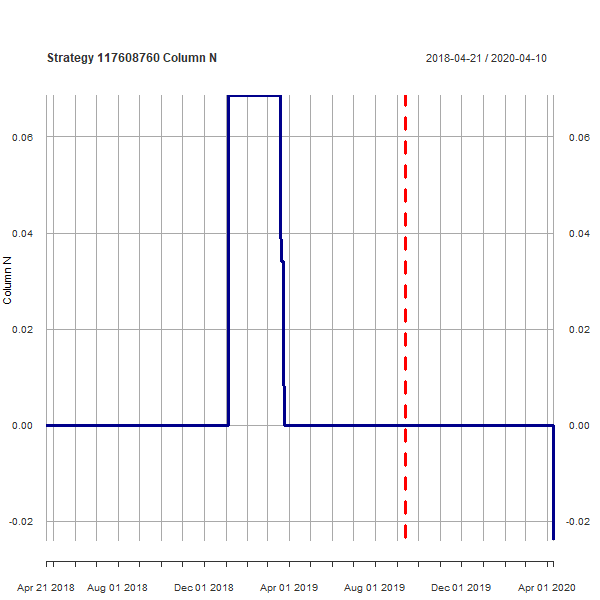 Strategy 117608760 Column N
2018-04-21 / 2020-04-10
0.06 0.06
0.04 0.04
Column N
0.02 0.02
0.00 0.00
-0.02 -0.02
Apr 21 2018 Aug 01 2018 Dec 01 2018 Apr 01 2019 Aug 01 2019 Dec 01 2019 Apr 01 2020